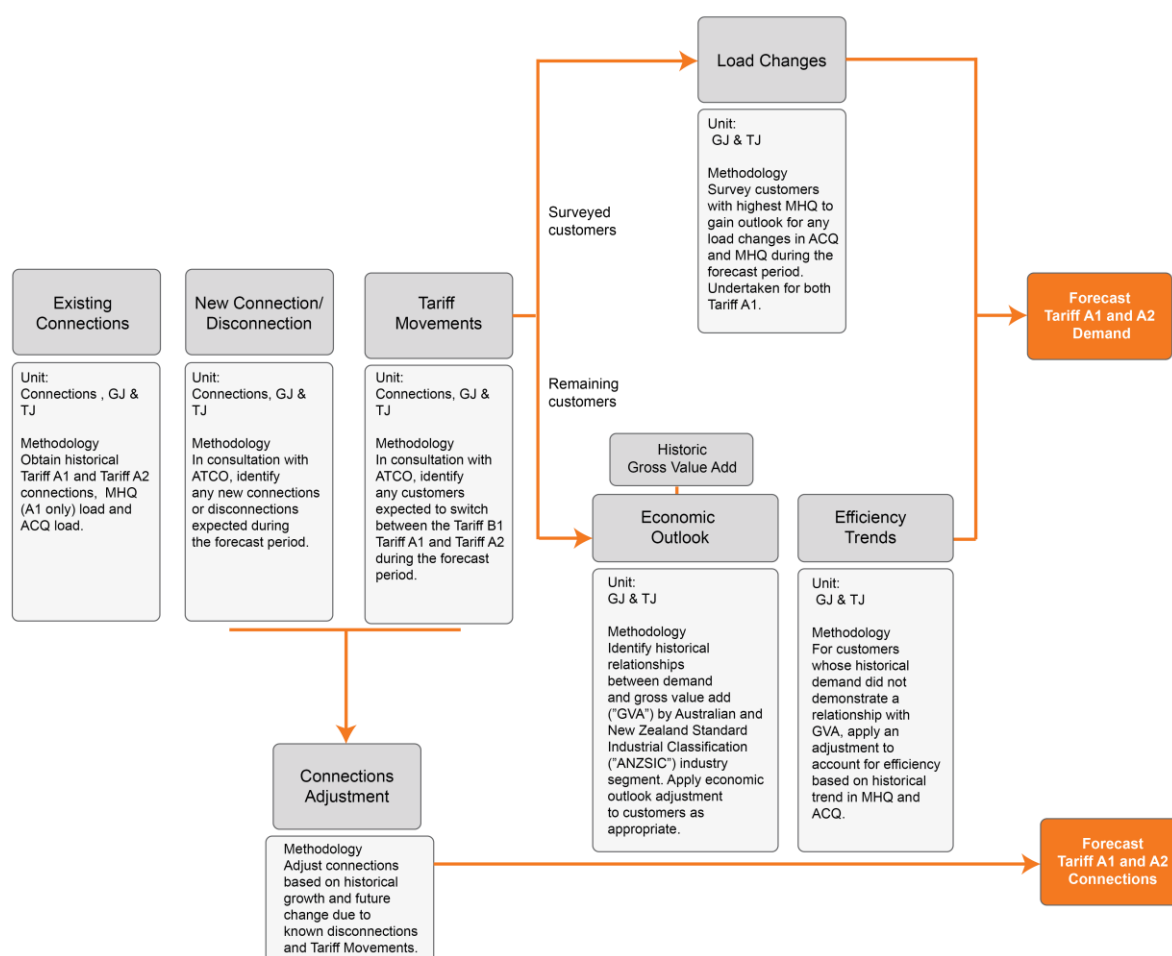 Load Changes
Unit:
GJ & TJ
Methodology
Survey customers
with highest MHQ to
gain outlook for any
load changes in ACQ
and MHQ during the
forecast period.
Undertaken for both
Tariff A1.
Surveyed
customers
Existing
Connections
Unit:
Connections , GJ &
TJ
Methodology
Obtain historical
Tariff A1 and Tariff A2
connections, MHQ
(A1 only) load and
ACQ load.
New Connection/
Disconnection
Unit:
Connections, GJ &
TJ
Methodology
In consultation with
ATCO, identify
any new connections
or disconnections
expected during
the forecast period.
Tariff
Movements
Unit:
Connections, GJ &
TJ
Methodology
In consultation with
ATCO, identify
any customers
expected to switch
between the Tariff B1
Tariff A1 and Tariff A2
during the forecast
period.
Forecast
Tariff A1 and A2
Demand
Remaining
customers
Historic
Gross Value Add
Economic
Outlook
Unit:
GJ & TJ
Methodology
Identify historical
relationships
between demand
and gross value add
("GVA") by Australian and
New Zealand Standard
Industrial Classification
("ANZSIC") industry
segment. Apply economic
outlook adjustment
to customers as
appropriate.
Efficiency
Trends
Unit:
GJ & TJ
Methodology
For customers
whose historical
demand did not
demonstrate a
relationship with
GVA, apply an
adjustment to
account for efficiency
based on historical
trend in MHQ and
ACQ.
Connections
Adjustment
Methodology
Adjust connections
based on historical
growth and future
change due to
known disconnections
and Tariff Movements.
Forecast
Tariff A1 and A2
Connections